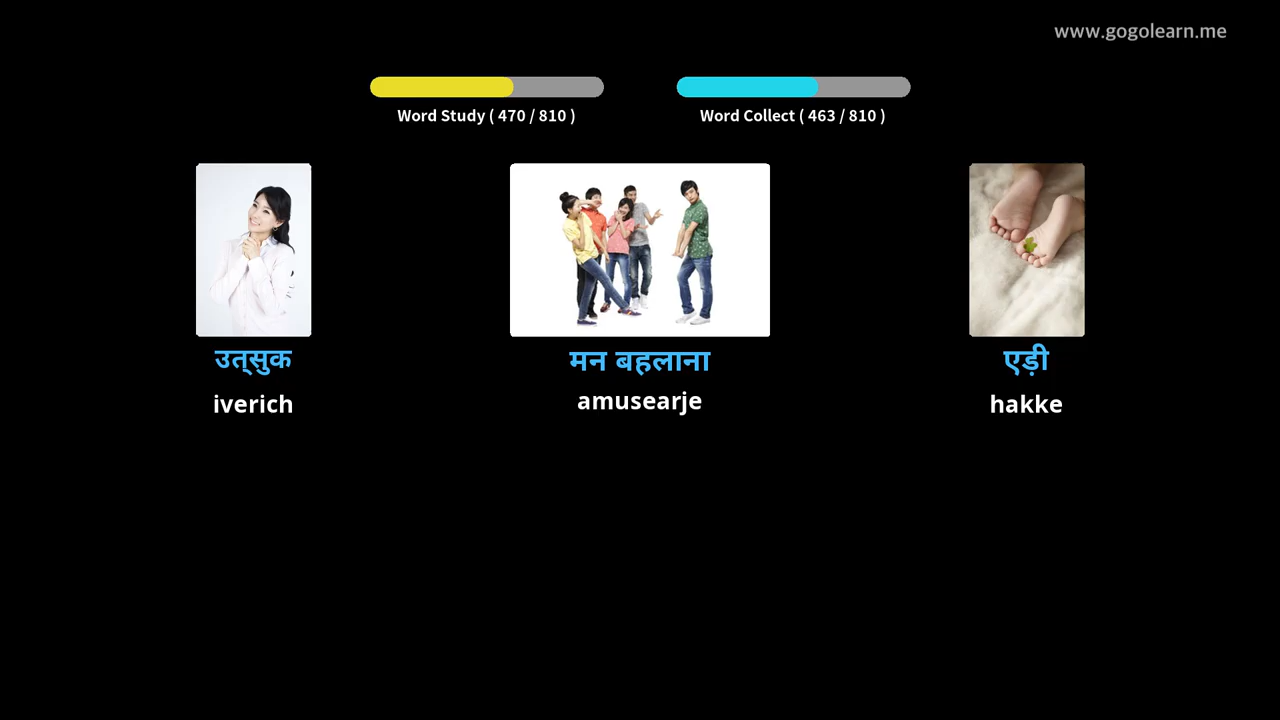 www.gogolearn.me
Word Study ( 470 / 810 )
Word Collect ( 463 / 810 )
उत्सुक
मन बहलाना
एड़ी
iverich
amusearje
hakke